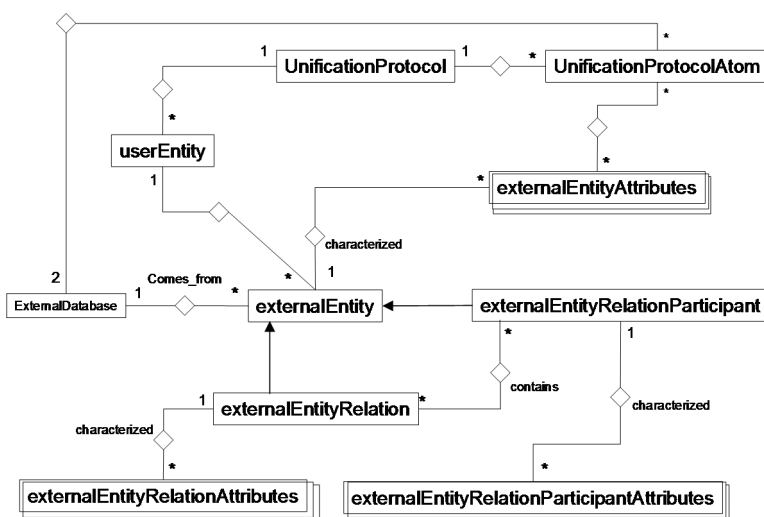 *
1
1
*
UnificationProtocol
UnificationProtocolAtom
*
*
userEntity
*
*
1
externalEntityAttributes
characterized
2
Comes_from
*
1
1
*
ExternalDatabase
externalEntity
externalEntityRelationParticipant
*
1
contains
1
*
externalEntityRelation
characterized
characterized
*
*
externalEntityRelationAttributes
externalEntityRelationParticipantAttributes